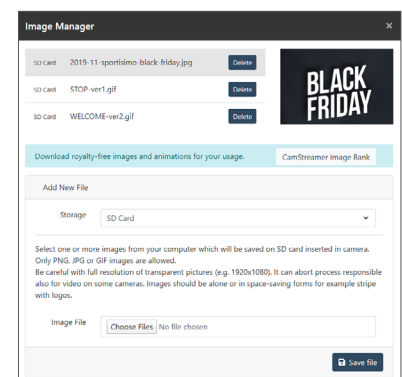 Image Manager ×
SD Card 2019-11-sportisimo-black-friday.jpg Delete
SD Card STOP-ver1.gif Delete
SD Card WELCOME-ver2.gif Delete
BLACK
FRIDAY
Download royalty-free images and animations for your usage. CamStreamer Image Bank
Add New File
Storage SD Card
Select one or more images from your computer which will be saved on SD card inserted in camera.
Only PNG, JPG or GIF images are allowed.
Be careful with full resolution of transparent pictures (e.g. 1920x1080). It can abort process responsible
also for video on some cameras. Images should be alone or in space-saving forms for example stripe
with logos.
Image File Choose Files No file chosen
Save file